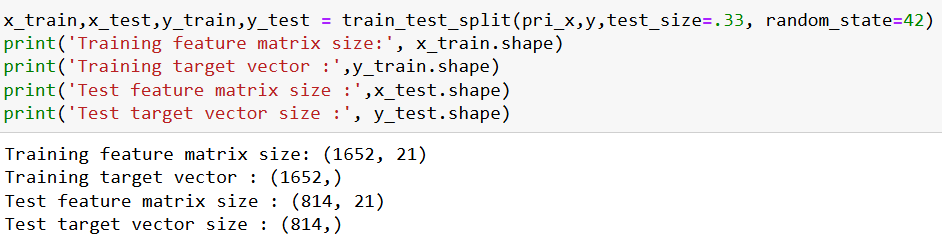 x_train,x_test,y_train,y_test = train_test_split(pri_x,y,test_size=.33, random_state=42)
print('Training feature matrix size:', x_train.shape)
print('Training target vector :',y_train.shape)
print('Test feature matrix size :',x_test.shape)
print('Test target vector size :', y_test.shape)
Training feature matrix size: (1652, 21)
Training target vector : (1652,)
Test feature matrix size : (814, 21)
Test target vector size : (814,)